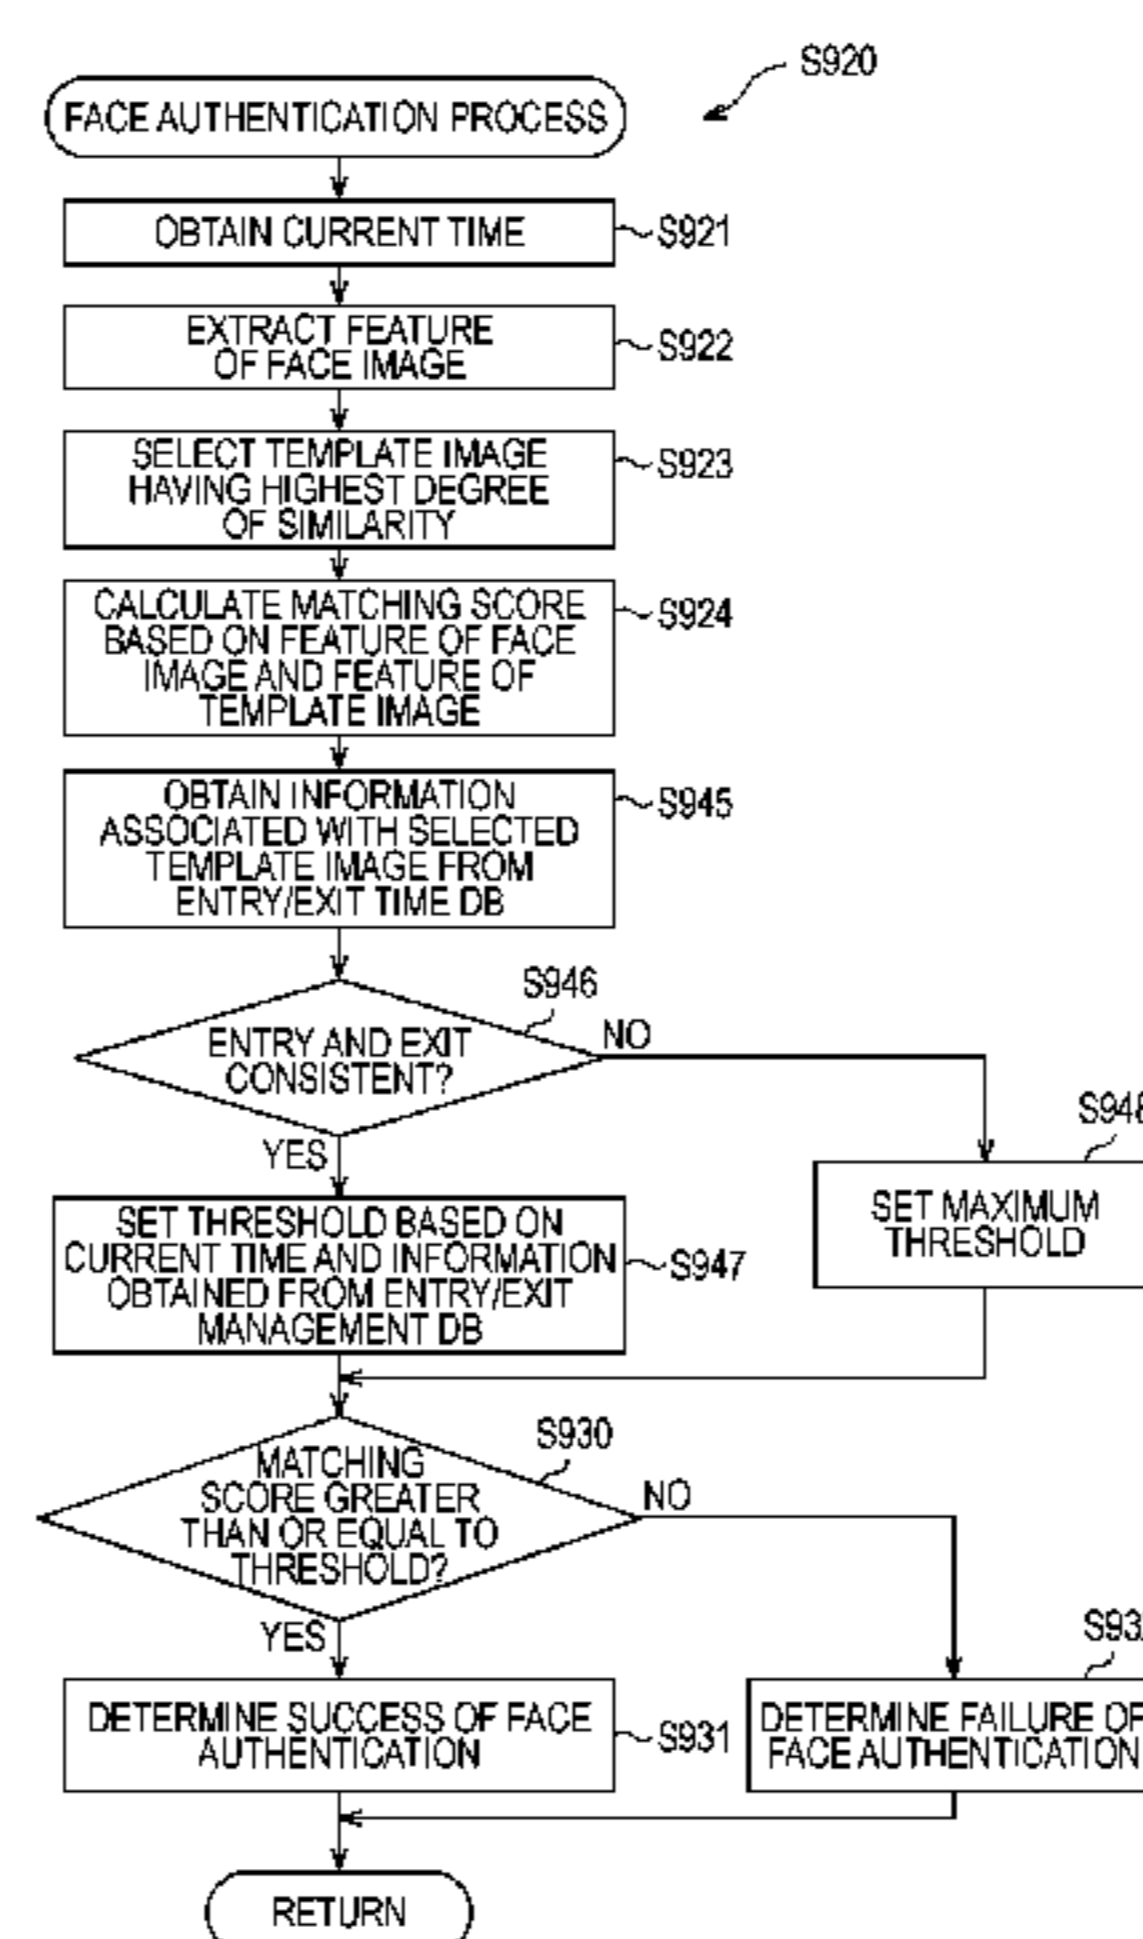 S920
FACE AUTHENTICATION PROCESS
OBTAIN CURRENT TIME
S921
EXTRACT FEATURE
OF FACE IMAGE
S922
SELECT TEMPLATE IMAGE
HAVING HIGHEST DEGREE
OF SIMILARITY
S923
CALCULATE MATCHING SCORE
BASED ON FEATURE OF FACE
IMAGE AND FEATURE OF
TEMPLATE IMAGE
S924
OBTAIN INFORMATION
ASSOCIATED WITH SELECTED
TEMPLATE IMAGE FROM
ENTRY/EXIT TIME DB
S945
S946
ENTRY AND EXIT
CONSISTENT?
NO
YES
S948
SET MAXIMUM
THRESHOLD
SET THRESHOLD BASED ON
CURRENT TIME AND INFORMATION
OBTAINED FROM ENTRY/EXIT
MANAGEMENT DB
S947
S930
MATCHING
SCORE GREATER
THAN OR EQUAL TO
THRESHOLD?
NO
YES
DETERMINE SUCCESS OF FACE
AUTHENTICATION
S931
DETERMINE FAILURE OF
FACE AUTHENTICATION
RETURN